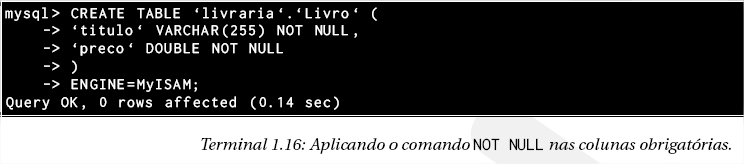 mysql> CREATE TABLE ‘livraria‘.‘Livro‘ (
-> ‘titulo‘ VARCHAR(255) NOT NULL,
-> ‘preco‘ DOUBLE NOT NULL
-> )
-> ENGINE=MyISAM;
Query OK, 0 rows affected (0.14 sec)
Terminal 1.16: Aplicando o comando NOT NULL nas colunas obrigatórias.